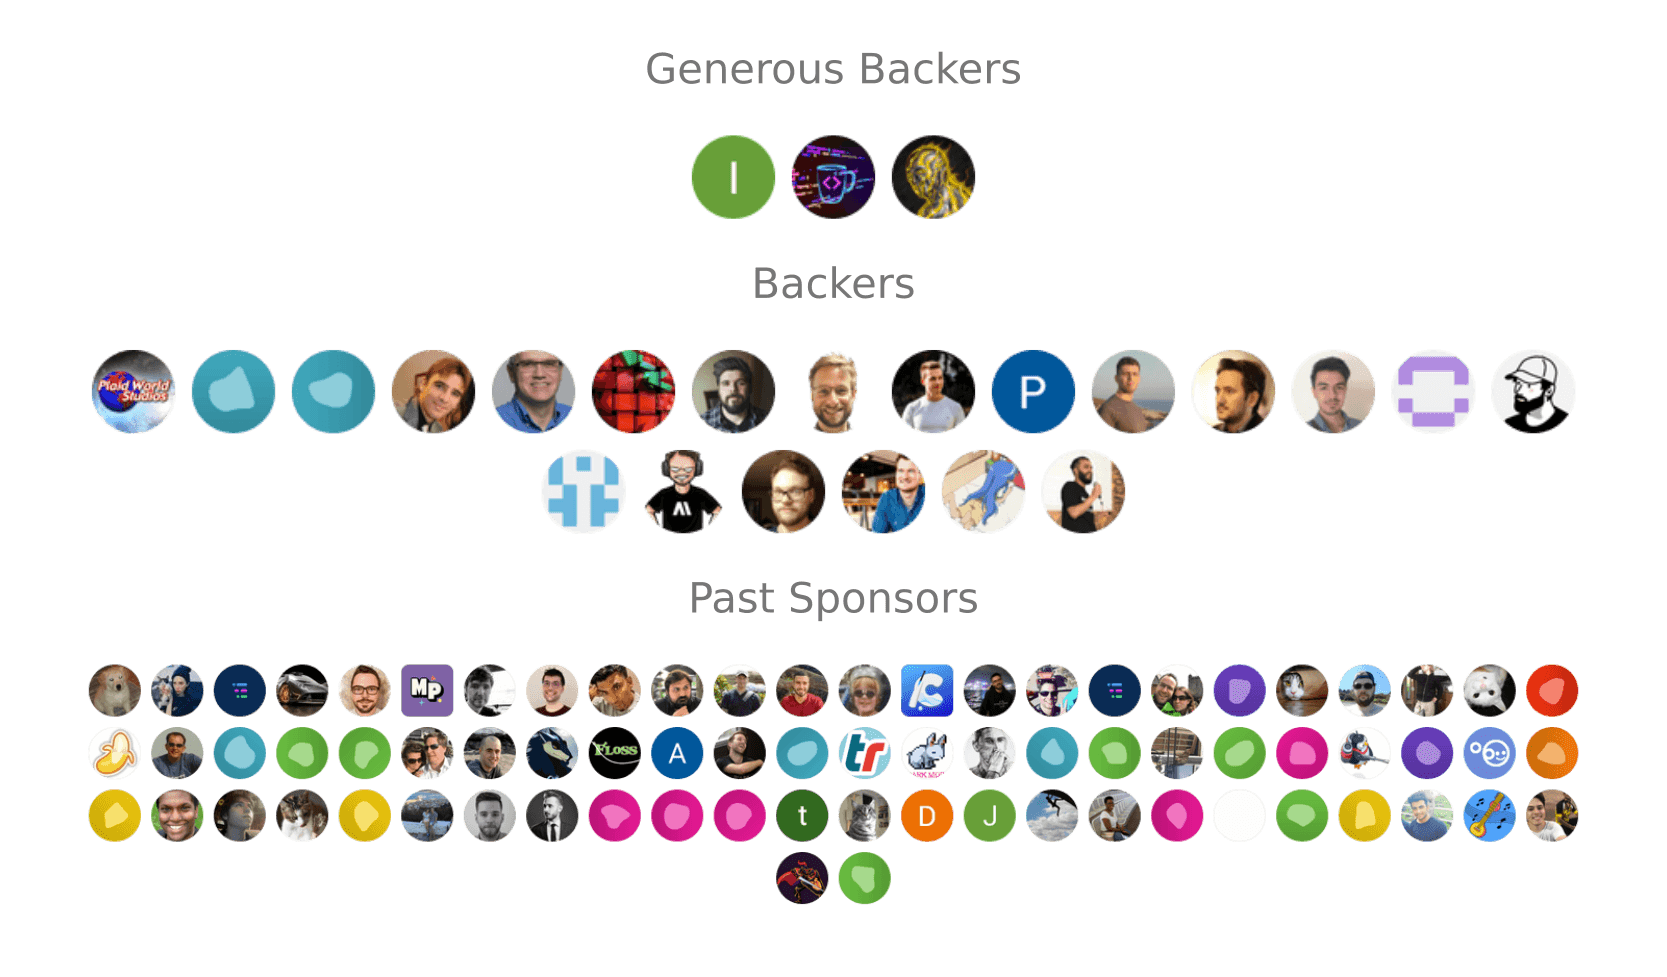 Generous Backers
I
<>
Backers
Plaid World
Studios
P
Past Sponsors
MP
FLOSS
A
tr
t
D
J